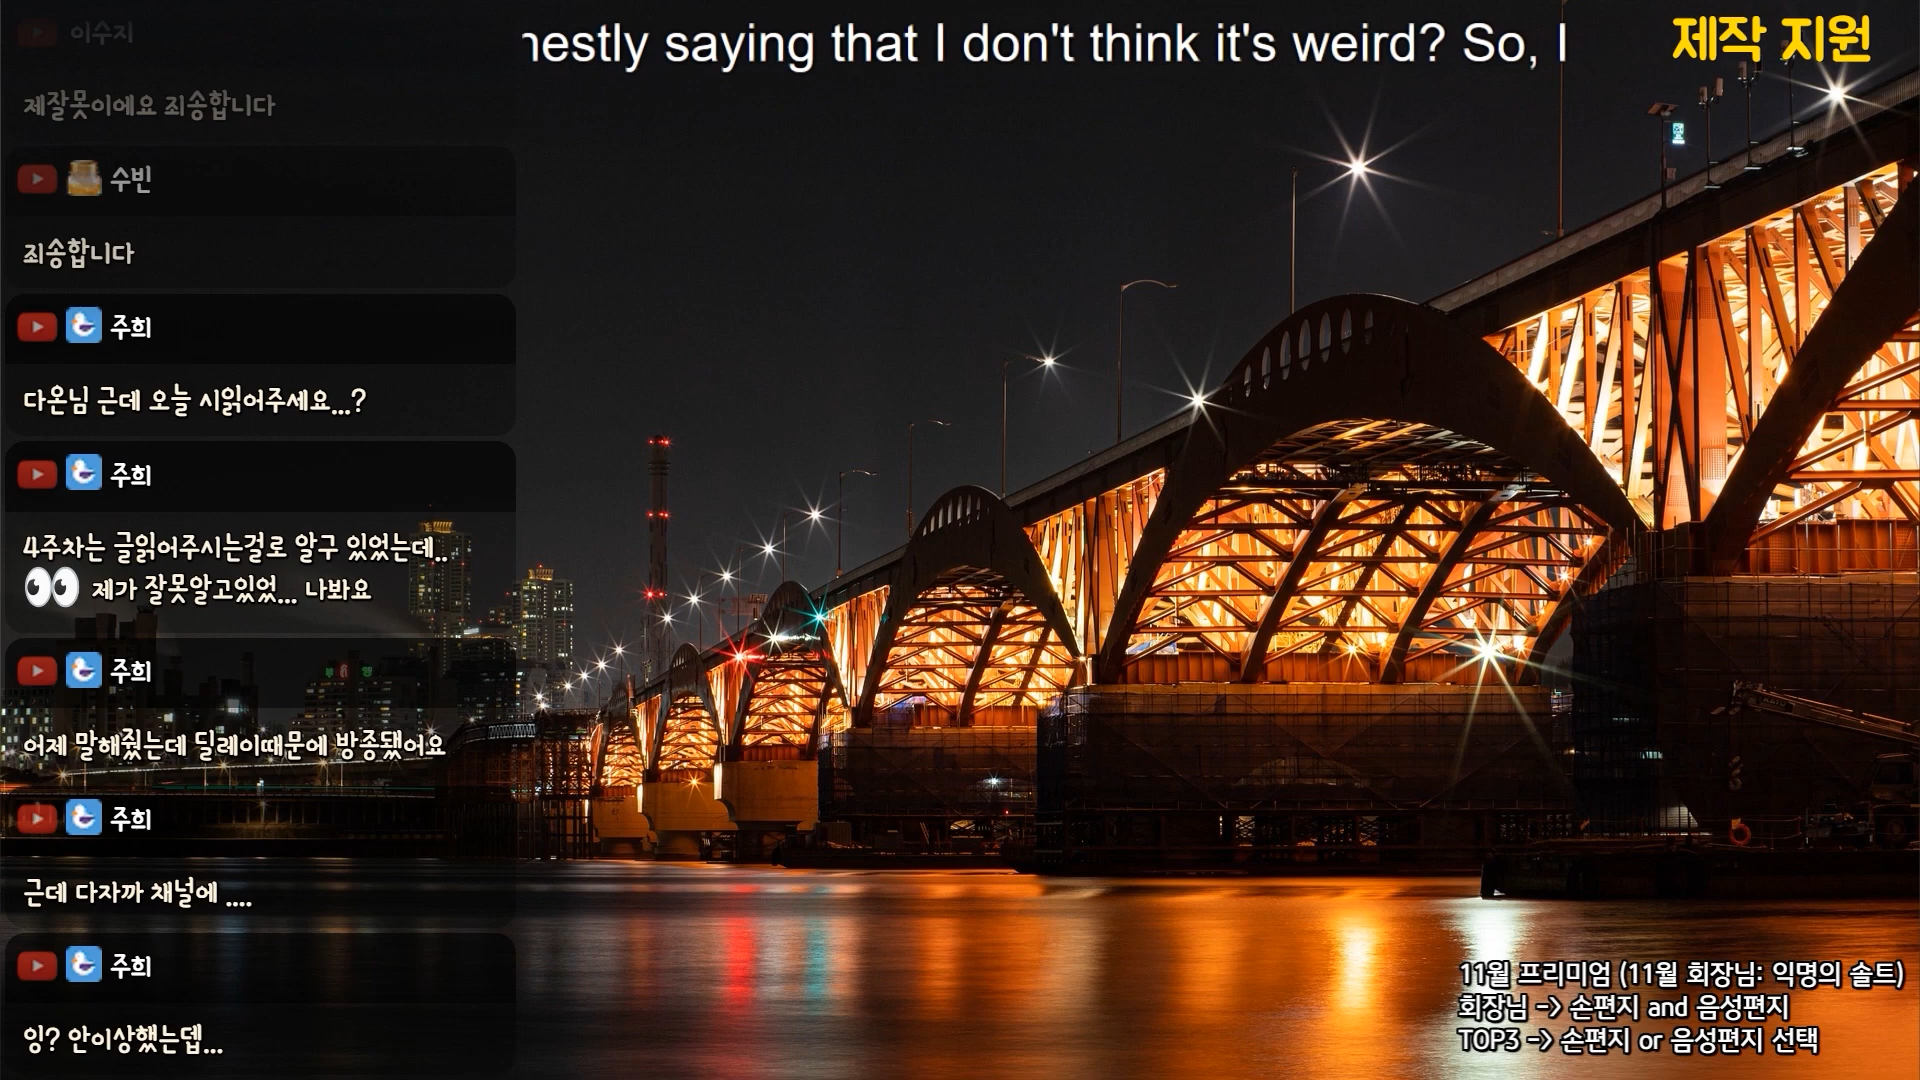 이수지
제잘못이에요 죄송합니다
수빈
죄송합니다
주희
다온님 근데 오늘 시읽어주세요...?
주희
4주차는 글읽어주시는걸로 알구 있었는데..
제가 잘못알고있었... 나봐요
주희
어제 말해줬는데 딜레이때문에 방종됐어요
주희
근데 다자까 채널에 ....
주희
잉? 안이상했는뎁...
nestly saying that I don't think it's weird? So, I
제작 지원
11월 프리미엄 (11월 회장님: 익명의 솔트)
회장님 -> 손편지 and 음성편지
TOP3 -> 손편지 or 음성편지 선택